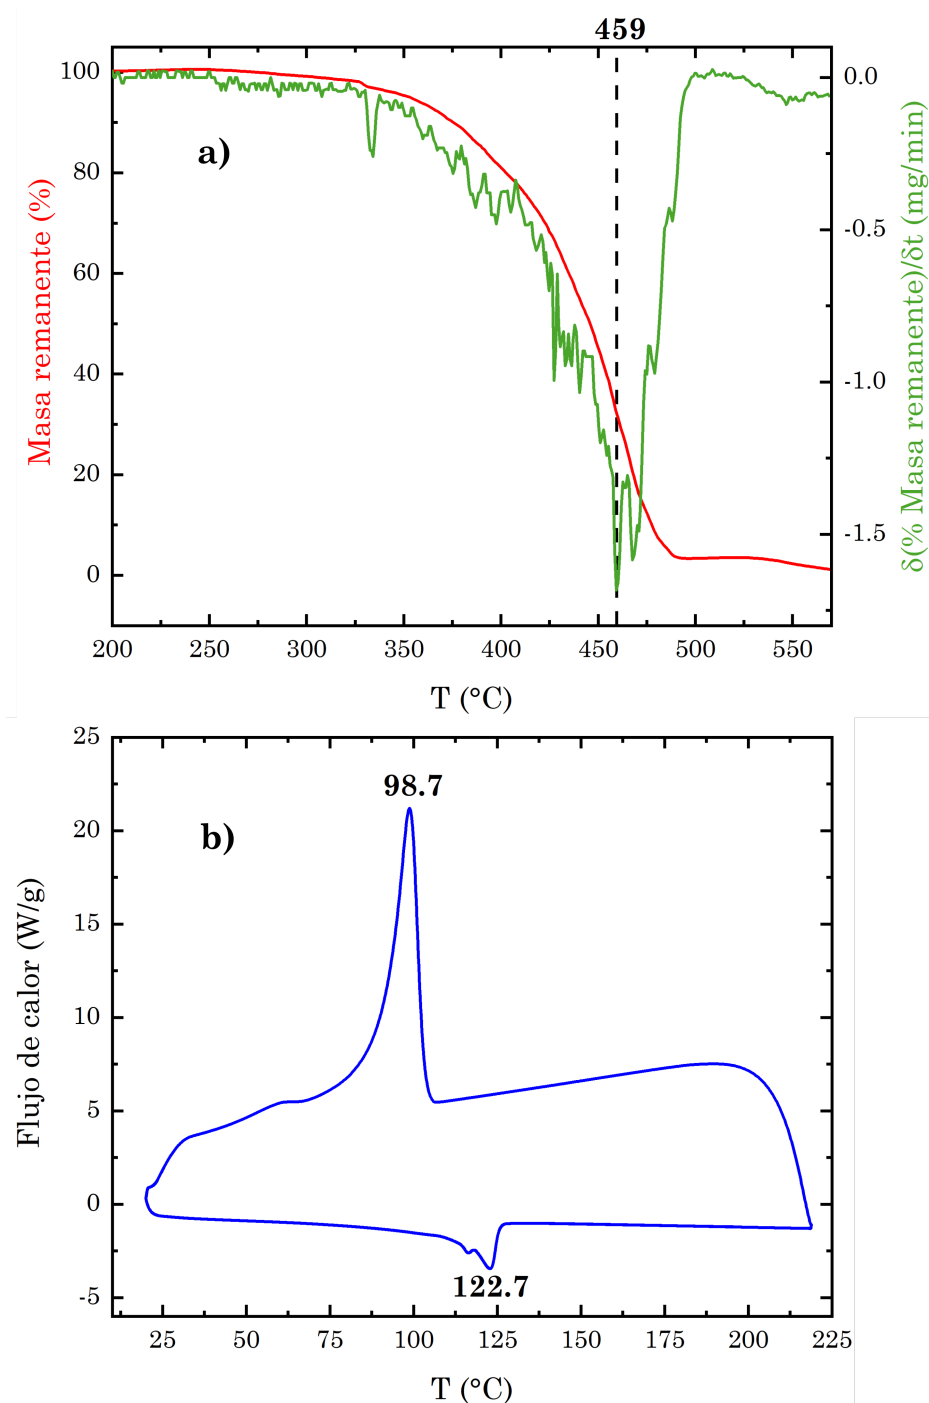 459
100
80
60
40
20
0
a)
0.0
-0.5
-1.0
-1.5
Masa remanente (%)
δ(% Masa remanente)/δt (mg/min)
200 250 300 350 400 450 500 550
T (°C)
25
20
15
10
5
0
-5
98.7
b)
122.7
Flujo de calor (W/g)
25 50 75 100 125 150 175 200 225
T (°C)